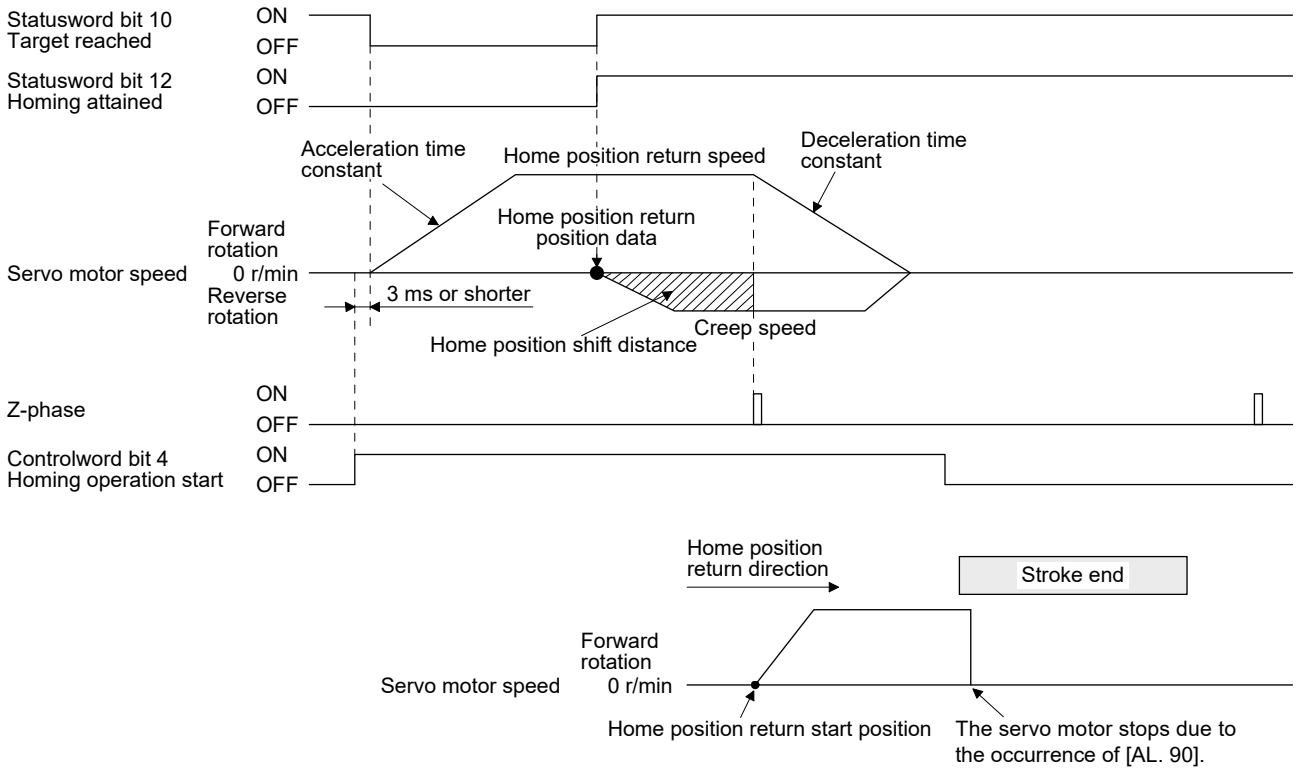 Statusword bit 10
Target reached
ON
OFF
Statusword bit 12
Homing attained
ON
OFF
Acceleration time
constant
Home position return speed
Deceleration time
constant
Home position return
position data
Forward
rotation
Servo motor speed
0 r/min
Reverse
rotation
3 ms or shorter
Creep speed
Home position shift distance
Z-phase
ON
OFF
Controlword bit 4
Homing operation start
ON
OFF
Home position
return direction
Stroke end
Forward
rotation
Servo motor speed
0 r/min
Home position return start position
The servo motor stops due to
the occurrence of [AL. 90].